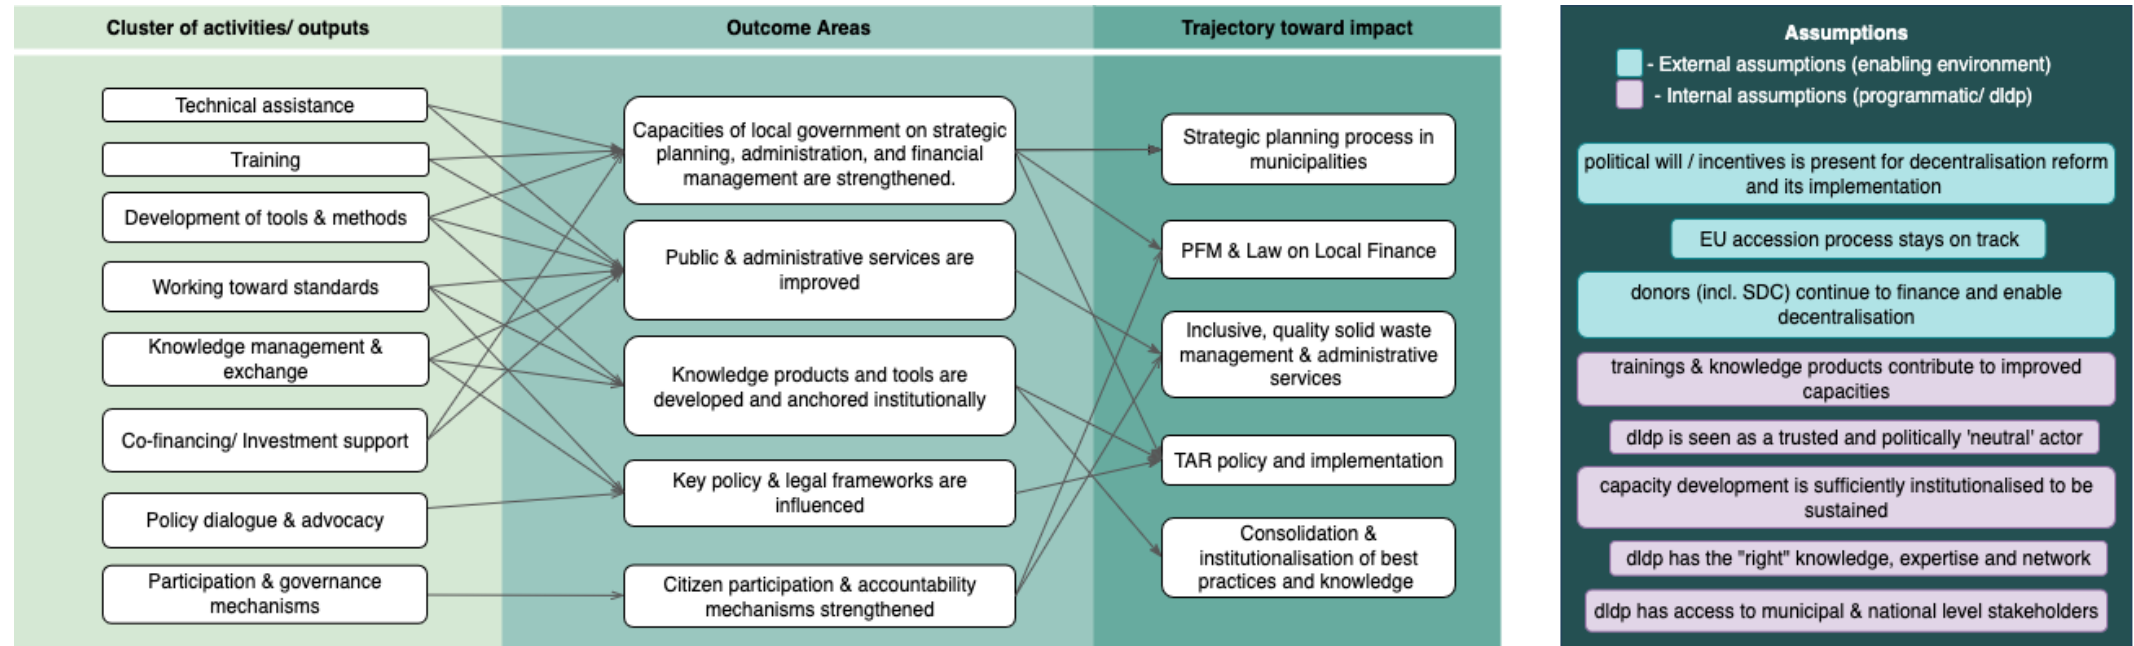 Cluster of activities/ outputs
Technical assistance
Training
Development of tools & methods
Working toward standards
Knowledge management &
exchange
Co-financing/ Investment support
Policy dialogue & advocacy
Participation & governance
mechanisms
Outcome Areas
Capacities of local government on strategic
planning, administration, and financial
management are strengthened.
Public & administrative services are
improved
Knowledge products and tools are
developed and anchored institutionally
Key policy & legal frameworks are
influenced
Citizen participation & accountability
mechanisms strengthened
Trajectory toward impact
Strategic planning process in
municipalities
PFM & Law on Local Finance
Inclusive, quality solid waste
management & administrative
services
TAR policy and implementation
Consolidation &
institutionalisation of best
practices and knowledge
Assumptions
- External assumptions (enabling environment)
- Internal assumptions (programmatic/ dldp)
political will / incentives is present for decentralisation reform
and its implementation
EU accession process stays on track
donors (incl. SDC) continue to finance and enable
decentralisation
trainings & knowledge products contribute to improved
capacities
dldp is seen as a trusted and politically 'neutral' actor
capacity development is sufficiently institutionalised to be
sustained
dldp has the "right" knowledge, expertise and network
dldp has access to municipal & national level stakeholders